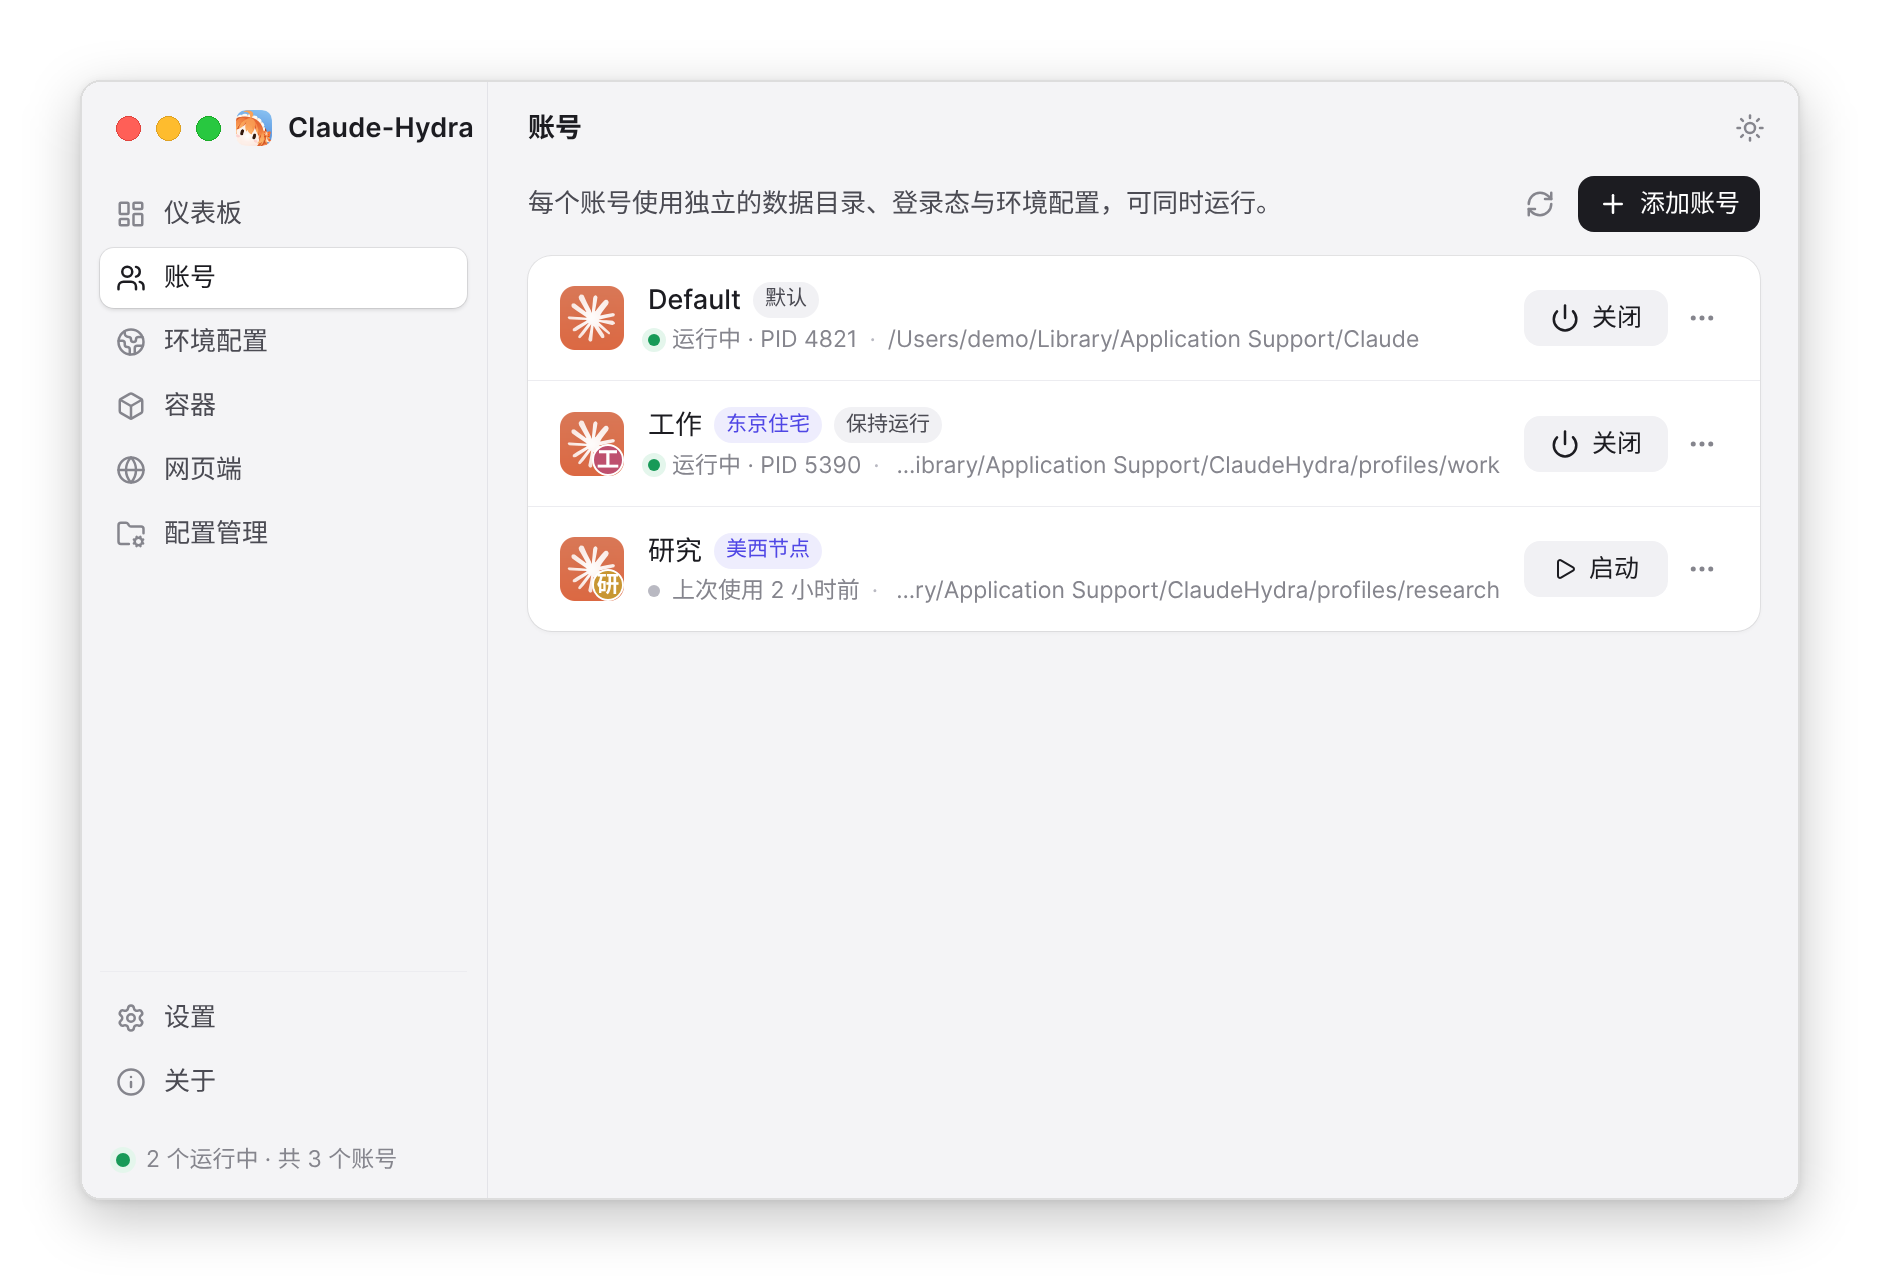 Claude-Hydra
仪表板
账号
环境配置
容器
网页端
配置管理
设置
关于
2 个运行中 · 共 3 个账号
账号
每个账号使用独立的数据目录、登录态与环境配置，可同时运行。
添加账号
Default 默认
运行中 · PID 4821 · /Users/demo/Library/Application Support/Claude
关闭
工
工作 东京住宅 保持运行
运行中 · PID 5390 · ...ibrary/Application Support/ClaudeHydra/profiles/work
关闭
研
研究 美西节点
上次使用 2 小时前 · ...ry/Application Support/ClaudeHydra/profiles/research
启动